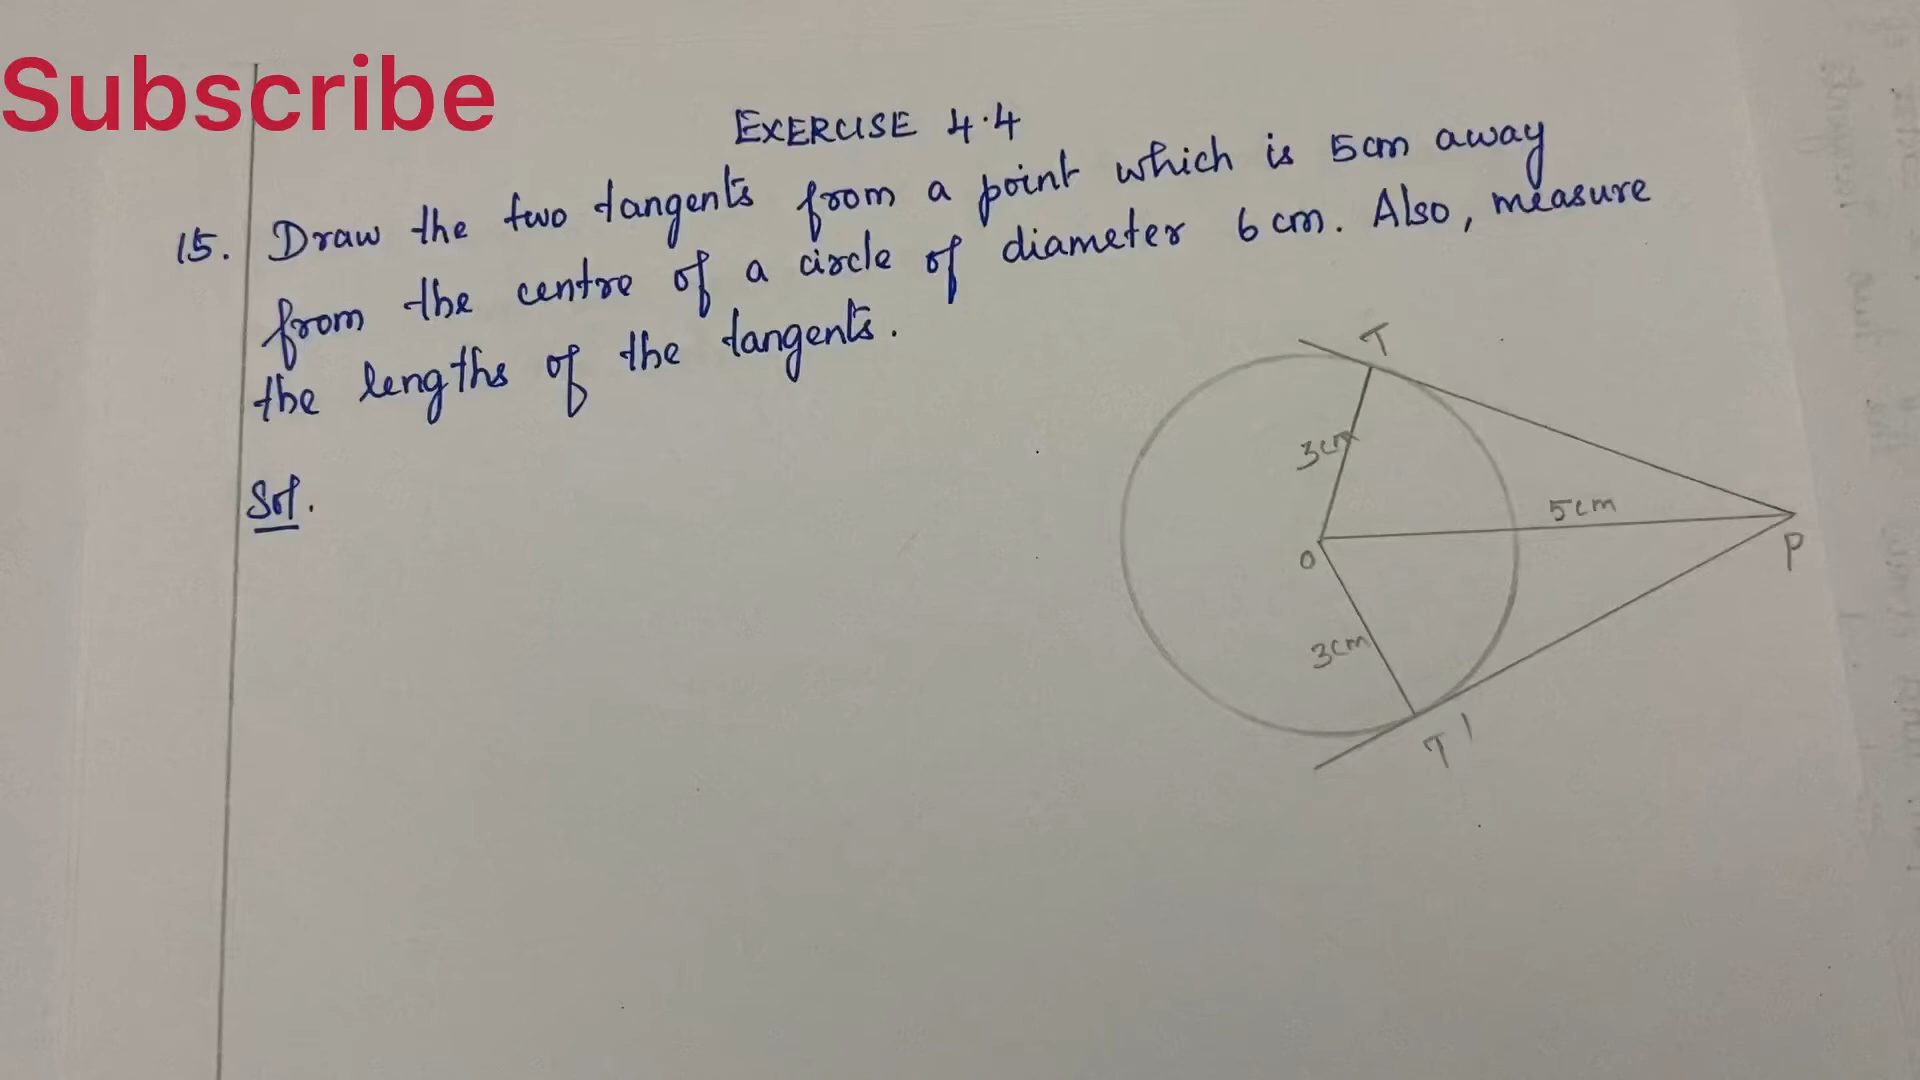 Subscribe
EXERCISE 4.4
15. Draw the two tangents from a point which is 5cm away
from the centre of a circle of diameter 6 cm. Also, measure
the lengths of the tangents.
Sol.
T
3cm
5cm
O
P
3cm
T'